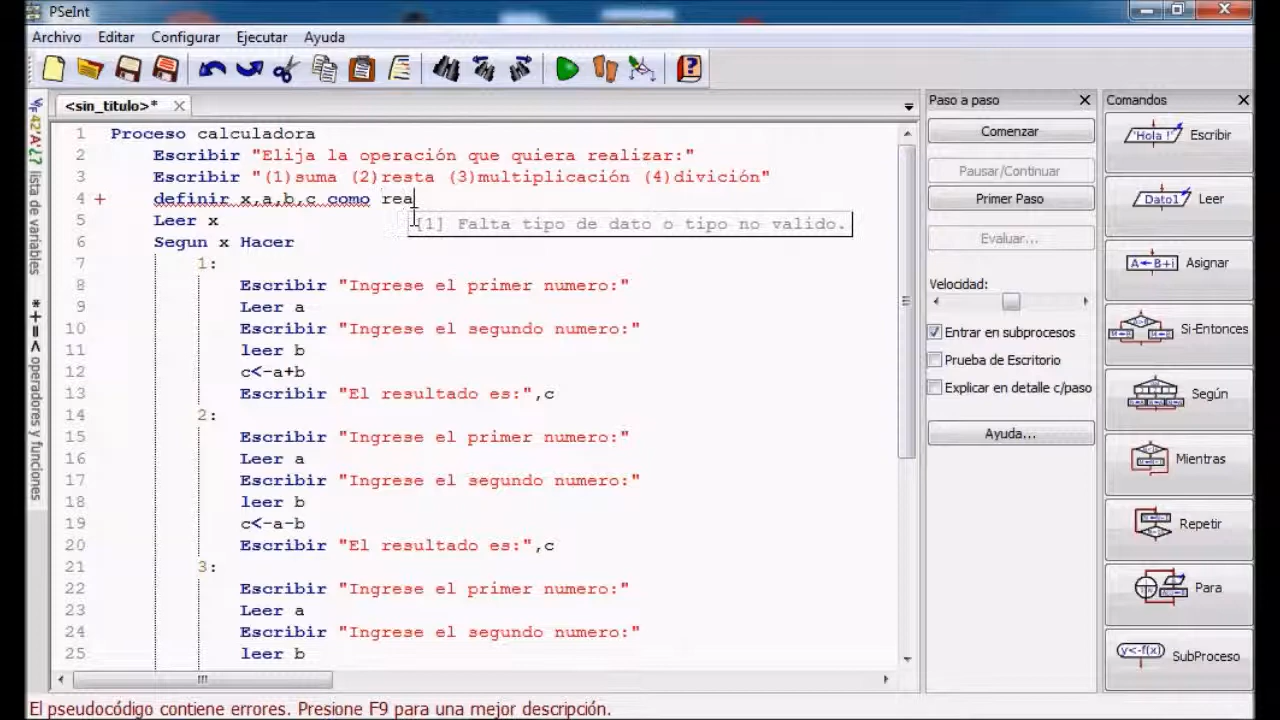 PSeInt
Archivo Editar Configurar Ejecutar Ayuda
<sin_titulo>*
lista de variables
* + = < operadores y funciones
1 Proceso calculadora
2 Escribir "Elija la operación que quiera realizar:"
3 Escribir "(1)suma (2)resta (3)multiplicación (4)divición"
4 + definir x,a,b,c como rea
[1] Falta tipo de dato o tipo no valido.
5 Leer x
6 Segun x Hacer
7 1:
8 Escribir "Ingrese el primer numero:"
9 Leer a
10 Escribir "Ingrese el segundo numero:"
11 leer b
12 c<-a+b
13 Escribir "El resultado es:",c
14 2:
15 Escribir "Ingrese el primer numero:"
16 Leer a
17 Escribir "Ingrese el segundo numero:"
18 leer b
19 c<-a-b
20 Escribir "El resultado es:",c
21 3:
22 Escribir "Ingrese el primer numero:"
23 Leer a
24 Escribir "Ingrese el segundo numero:"
25 leer b
Paso a paso
Comenzar
Pausar/Continuar
Primer Paso
Evaluar...
Velocidad:
Entrar en subprocesos
Prueba de Escritorio
Explicar en detalle c/paso
Ayuda...
Comandos
'Hola !' Escribir
Dato1 Leer
A←B+i Asignar
Si-Entonces
Según
Mientras
Repetir
Para
y<-f(x) SubProceso
El pseudocódigo contiene errores. Presione F9 para una mejor descripción.